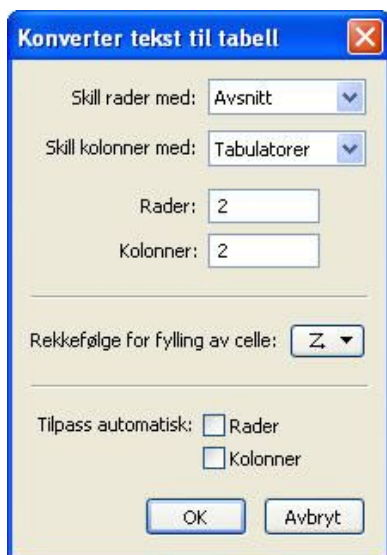 Konverter tekst til tabell
Skill rader med: Avsnitt
Skill kolonner med: Tabulatorer
Rader: 2
Kolonner: 2
Rekkefølge for fylling av celle:
Tilpass automatisk: Rader
Kolonner
OK Avbryt